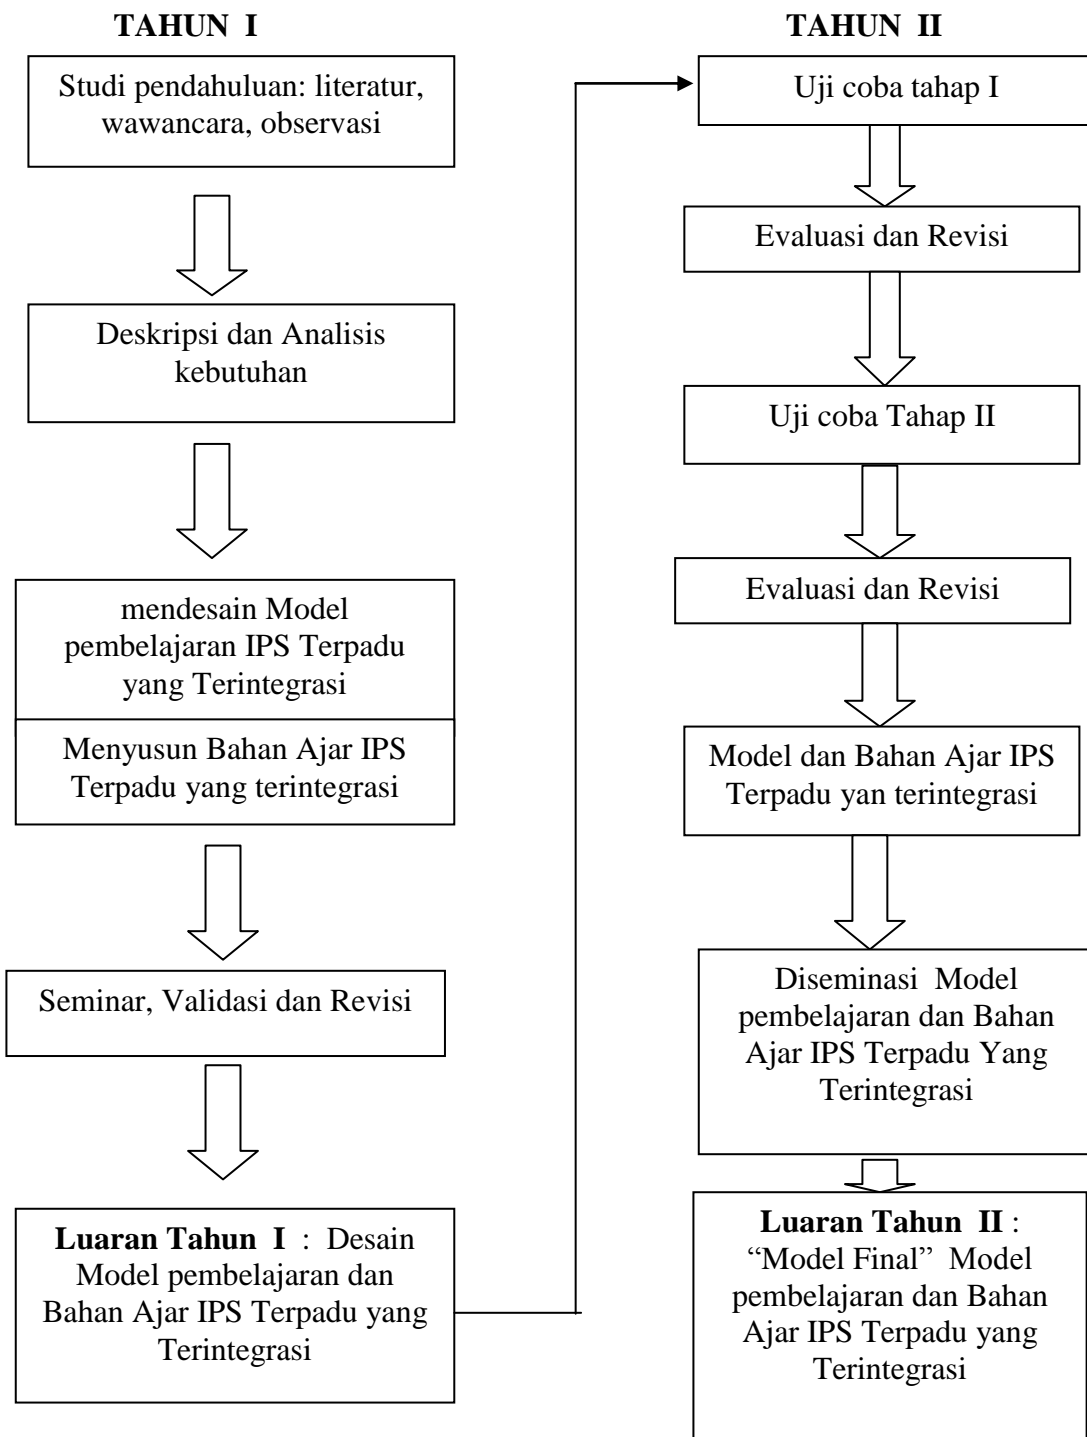 TAHUN I
Studi pendahuluan: literatur,
wawancara, observasi
Deskripsi dan Analisis
kebutuhan
mendesain Model
pembelajaran IPS Terpadu
yang Terintegrasi
Menyusun Bahan Ajar IPS
Terpadu yang terintegrasi
Seminar, Validasi dan Revisi
Luaran Tahun I : Desain
Model pembelajaran dan
Bahan Ajar IPS Terpadu yang
Terintegrasi
TAHUN II
Uji coba tahap I
Evaluasi dan Revisi
Uji coba Tahap II
Evaluasi dan Revisi
Model dan Bahan Ajar IPS
Terpadu yan terintegrasi
Diseminasi Model
pembelajaran dan Bahan
Ajar IPS Terpadu Yang
Terintegrasi
Luaran Tahun II :
“Model Final” Model
pembelajaran dan Bahan
Ajar IPS Terpadu yang
Terintegrasi